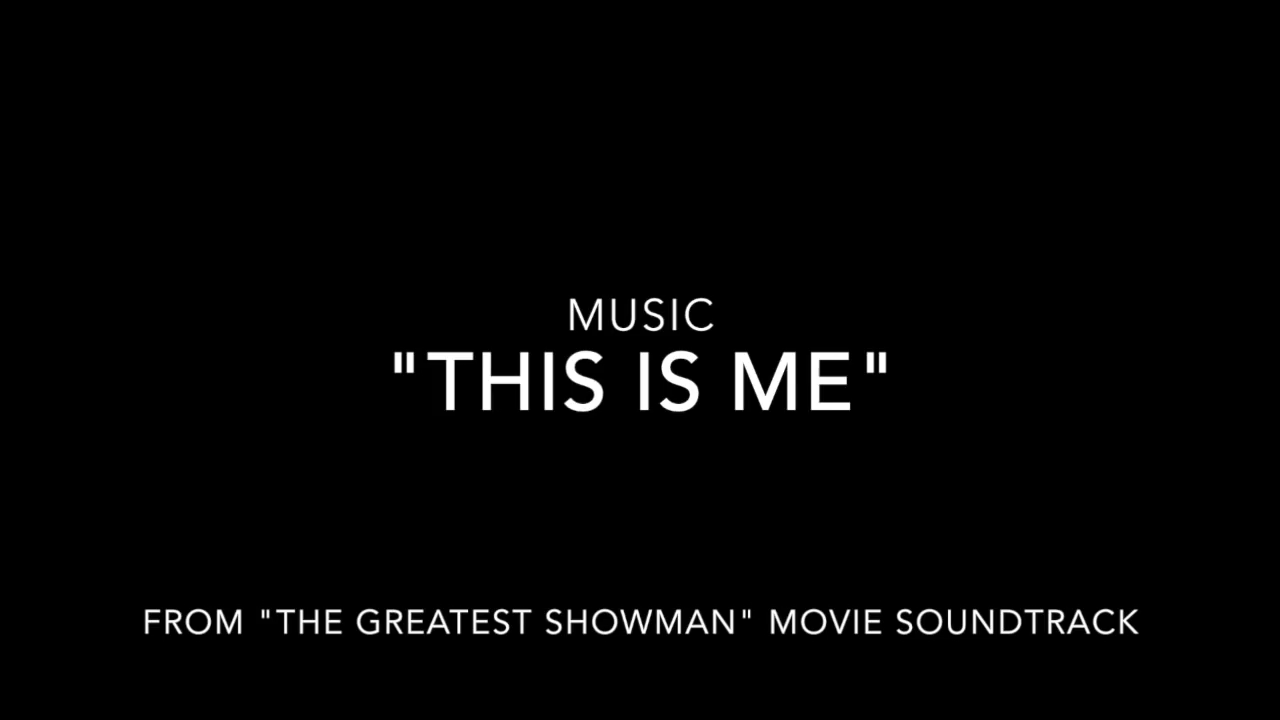 MUSIC
"THIS IS ME"
FROM "THE GREATEST SHOWMAN" MOVIE SOUNDTRACK